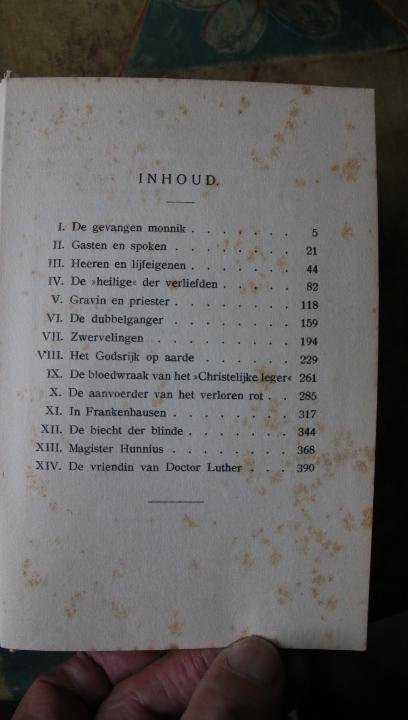 INHOUD.
I. De gevangen monnik . . . . . . . 5
II. Gasten en spoken . . . . . . . . 21
III. Heeren en lijfeigenen . . . . . . . 44
IV. De »heilige« der verliefden . . . . . 82
V. Gravin en priester . . . . . . . . 118
VI. De dubbelganger . . . . . . . . 159
VII. Zwervelingen . . . . . . . . . 194
VIII. Het Godsrijk op aarde . . . . . . 229
IX. De bloedwraak van het »Christelijke leger« 261
X. De aanvoerder van het verloren rot . . 285
XI. In Frankenhausen . . . . . . . . 317
XII. De biecht der blinde . . . . . . . 344
XIII. Magister Hunnius . . . . . . . . 368
XIV. De vriendin van Doctor Luther . . . 390